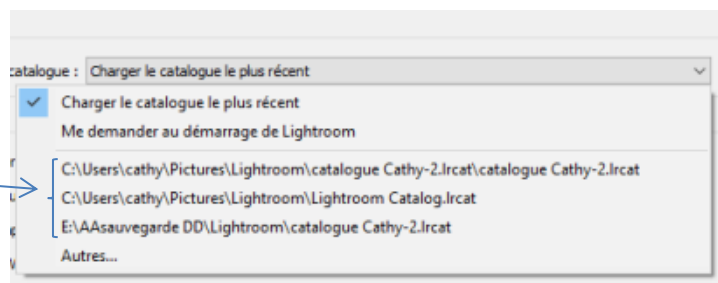 catalogue : Charger le catalogue le plus récent
Charger le catalogue le plus récent
Me demander au démarrage de Lightroom
C:\Users\cathy\Pictures\Lightroom\catalogue Cathy-2.lrcat\catalogue Cathy-2.lrcat
C:\Users\cathy\Pictures\Lightroom\Lightroom Catalog.lrcat
E:\AAsauvegarde DD\Lightroom\catalogue Cathy-2.lrcat
Autres...